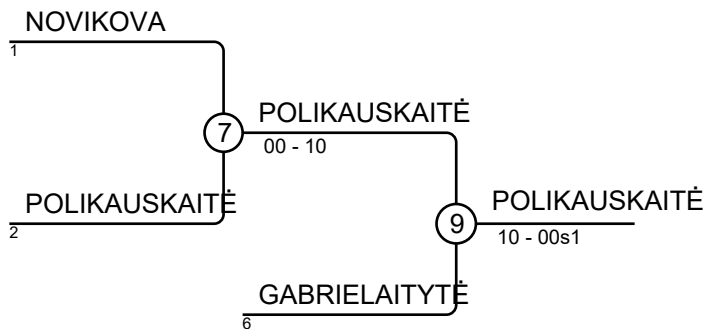 NOVIKOVA
1
7
POLIKAUSKAITĖ
00 - 10
POLIKAUSKAITĖ
2
9
POLIKAUSKAITĖ
10 - 00s1
GABRIELAITYTĖ
6